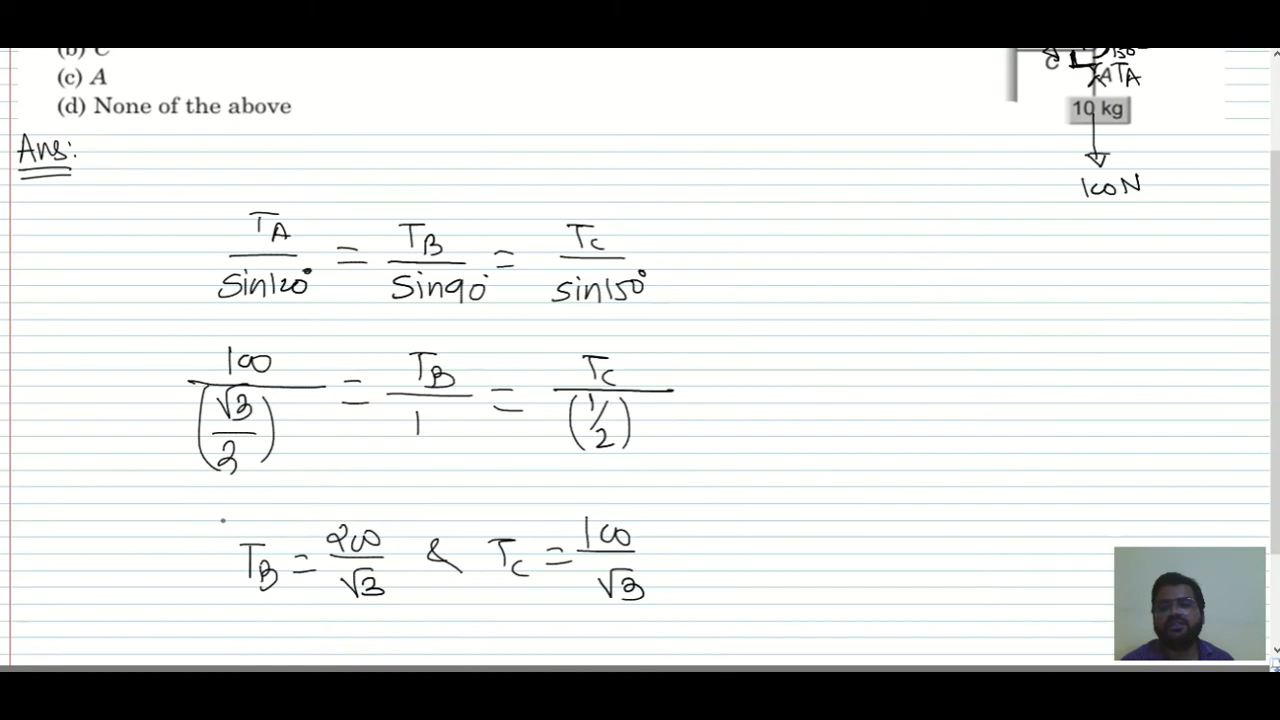 (b) C
(c) A
(d) None of the above
C 150°
A TA
10 kg
100N
Ans:
TA/sin120° = TB/sin90° = TC/sin150°
100/(√3/2) = TB/1 = TC/(1/2)
TB = 200/√3 & TC = 100/√3